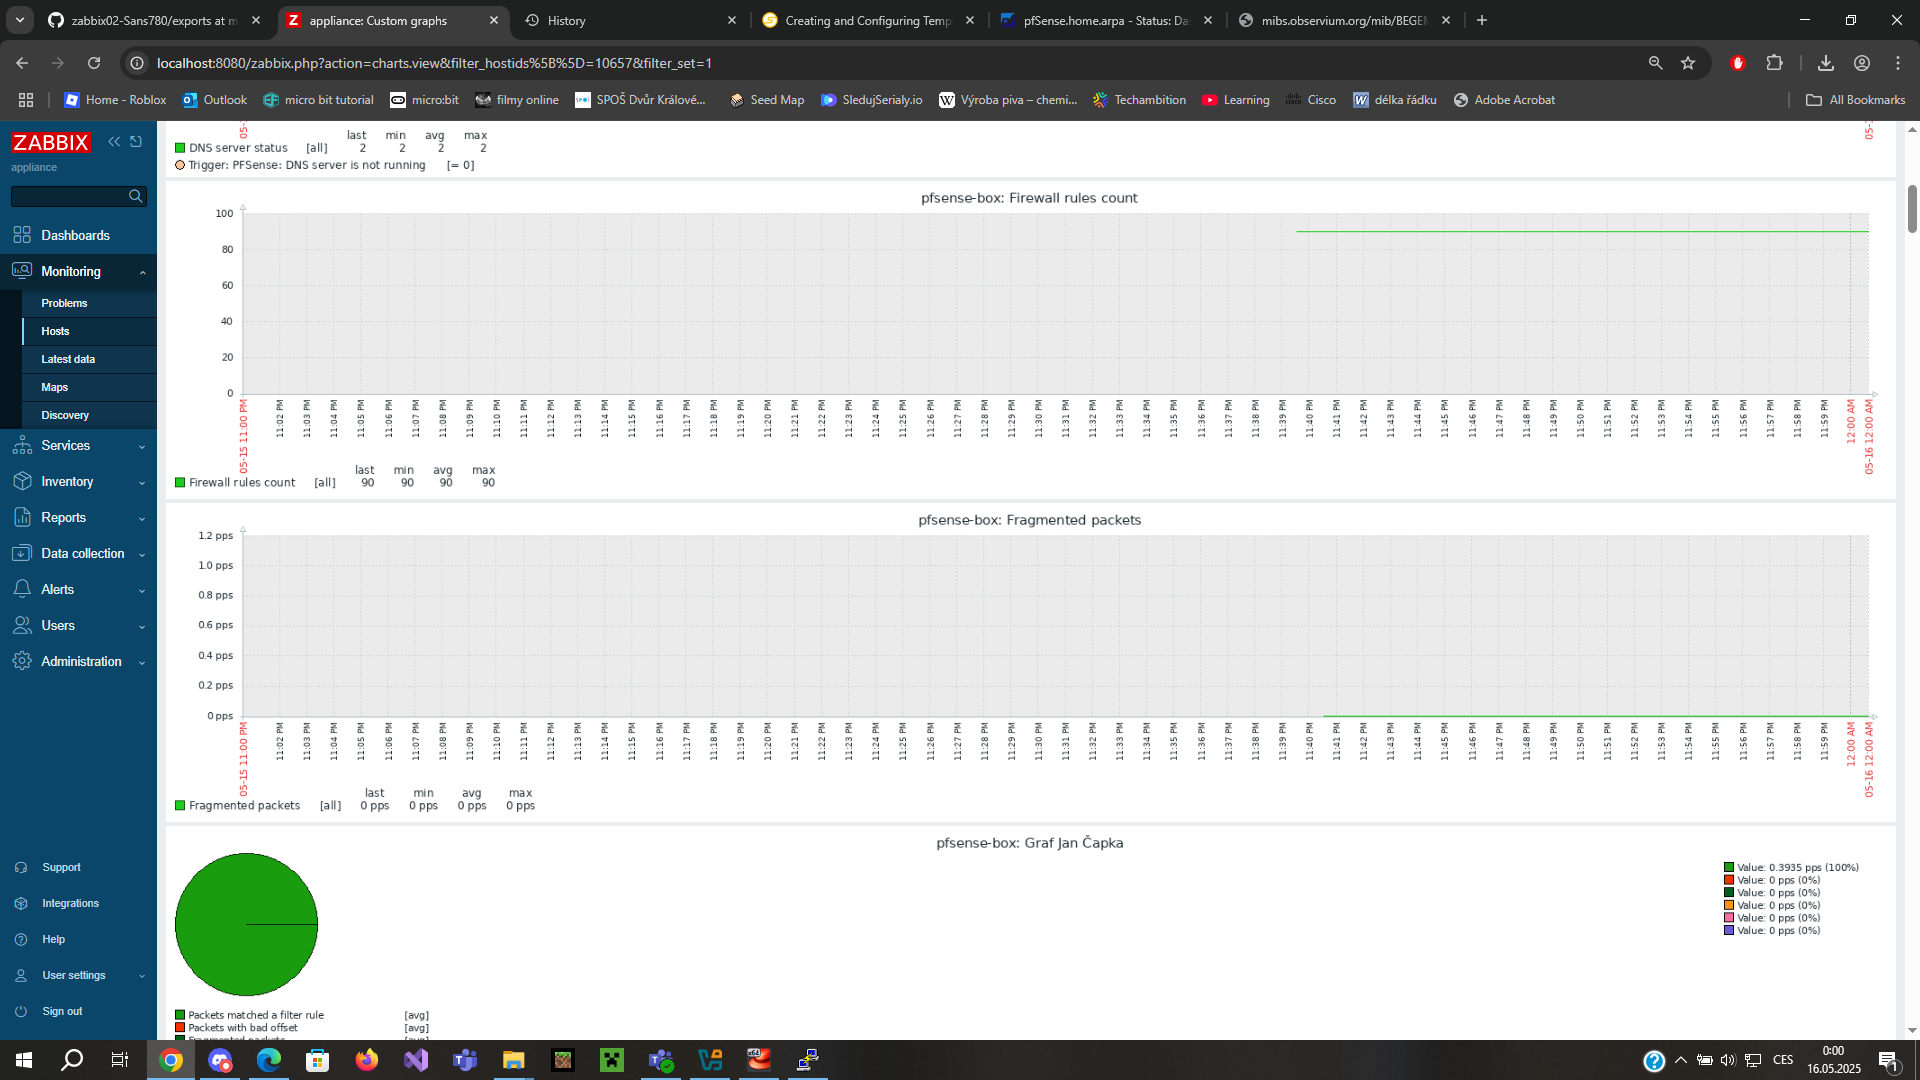 zabbix02-Sans780/exports at m
appliance: Custom graphs
History
Creating and Configuring Temp
pfSense.home.arpa - Status: Da
mibs.observium.org/mib/BEGEM
localhost:8080/zabbix.php?action=charts.view&filter_hostids%5B%5D=10657&filter_set=1
Home - Roblox
Outlook
micro bit tutorial
micro:bit
filmy online
SPOŠ Dvůr Králové...
Seed Map
SledujSerialy.io
Výroba piva – chemi...
Techambition
Learning
Cisco
délka řádku
Adobe Acrobat
All Bookmarks
ZABBIX
appliance
Dashboards
Monitoring
Problems
Hosts
Latest data
Maps
Discovery
Services
Inventory
Reports
Data collection
Alerts
Users
Administration
Support
Integrations
Help
User settings
Sign out
last min avg max
DNS server status [all] 2 2 2 2
Trigger: PFSense: DNS server is not running [= 0]
pfsense-box: Firewall rules count
100
80
60
40
20
0
05-15 11:00 PM 11:02 PM 11:03 PM 11:04 PM 11:05 PM 11:06 PM 11:07 PM 11:08 PM 11:09 PM 11:10 PM 11:11 PM 11:12 PM 11:13 PM 11:14 PM 11:15 PM 11:16 PM 11:17 PM 11:18 PM 11:19 PM 11:20 PM 11:21 PM 11:22 PM 11:23 PM 11:24 PM 11:25 PM 11:26 PM 11:27 PM 11:28 PM 11:29 PM 11:30 PM 11:31 PM 11:32 PM 11:33 PM 11:34 PM 11:35 PM 11:36 PM 11:37 PM 11:38 PM 11:39 PM 11:40 PM 11:41 PM 11:42 PM 11:43 PM 11:44 PM 11:45 PM 11:46 PM 11:47 PM 11:48 PM 11:49 PM 11:50 PM 11:51 PM 11:52 PM 11:53 PM 11:54 PM 11:55 PM 11:56 PM 11:57 PM 11:58 PM 11:59 PM 12:00 AM 05-16 12:00 AM
last min avg max
Firewall rules count [all] 90 90 90 90
pfsense-box: Fragmented packets
1.2 pps
1.0 pps
0.8 pps
0.6 pps
0.4 pps
0.2 pps
0 pps
05-15 11:00 PM 11:02 PM 11:03 PM 11:04 PM 11:05 PM 11:06 PM 11:07 PM 11:08 PM 11:09 PM 11:10 PM 11:11 PM 11:12 PM 11:13 PM 11:14 PM 11:15 PM 11:16 PM 11:17 PM 11:18 PM 11:19 PM 11:20 PM 11:21 PM 11:22 PM 11:23 PM 11:24 PM 11:25 PM 11:26 PM 11:27 PM 11:28 PM 11:29 PM 11:30 PM 11:31 PM 11:32 PM 11:33 PM 11:34 PM 11:35 PM 11:36 PM 11:37 PM 11:38 PM 11:39 PM 11:40 PM 11:41 PM 11:42 PM 11:43 PM 11:44 PM 11:45 PM 11:46 PM 11:47 PM 11:48 PM 11:49 PM 11:50 PM 11:51 PM 11:52 PM 11:53 PM 11:54 PM 11:55 PM 11:56 PM 11:57 PM 11:58 PM 11:59 PM 12:00 AM 05-16 12:00 AM
last min avg max
Fragmented packets [all] 0 pps 0 pps 0 pps 0 pps
pfsense-box: Graf Jan Čapka
Value: 0.3935 pps (100%)
Value: 0 pps (0%)
Value: 0 pps (0%)
Value: 0 pps (0%)
Value: 0 pps (0%)
Value: 0 pps (0%)
Packets matched a filter rule [avg]
Packets with bad offset [avg]
CES
0:00
16.05.2025